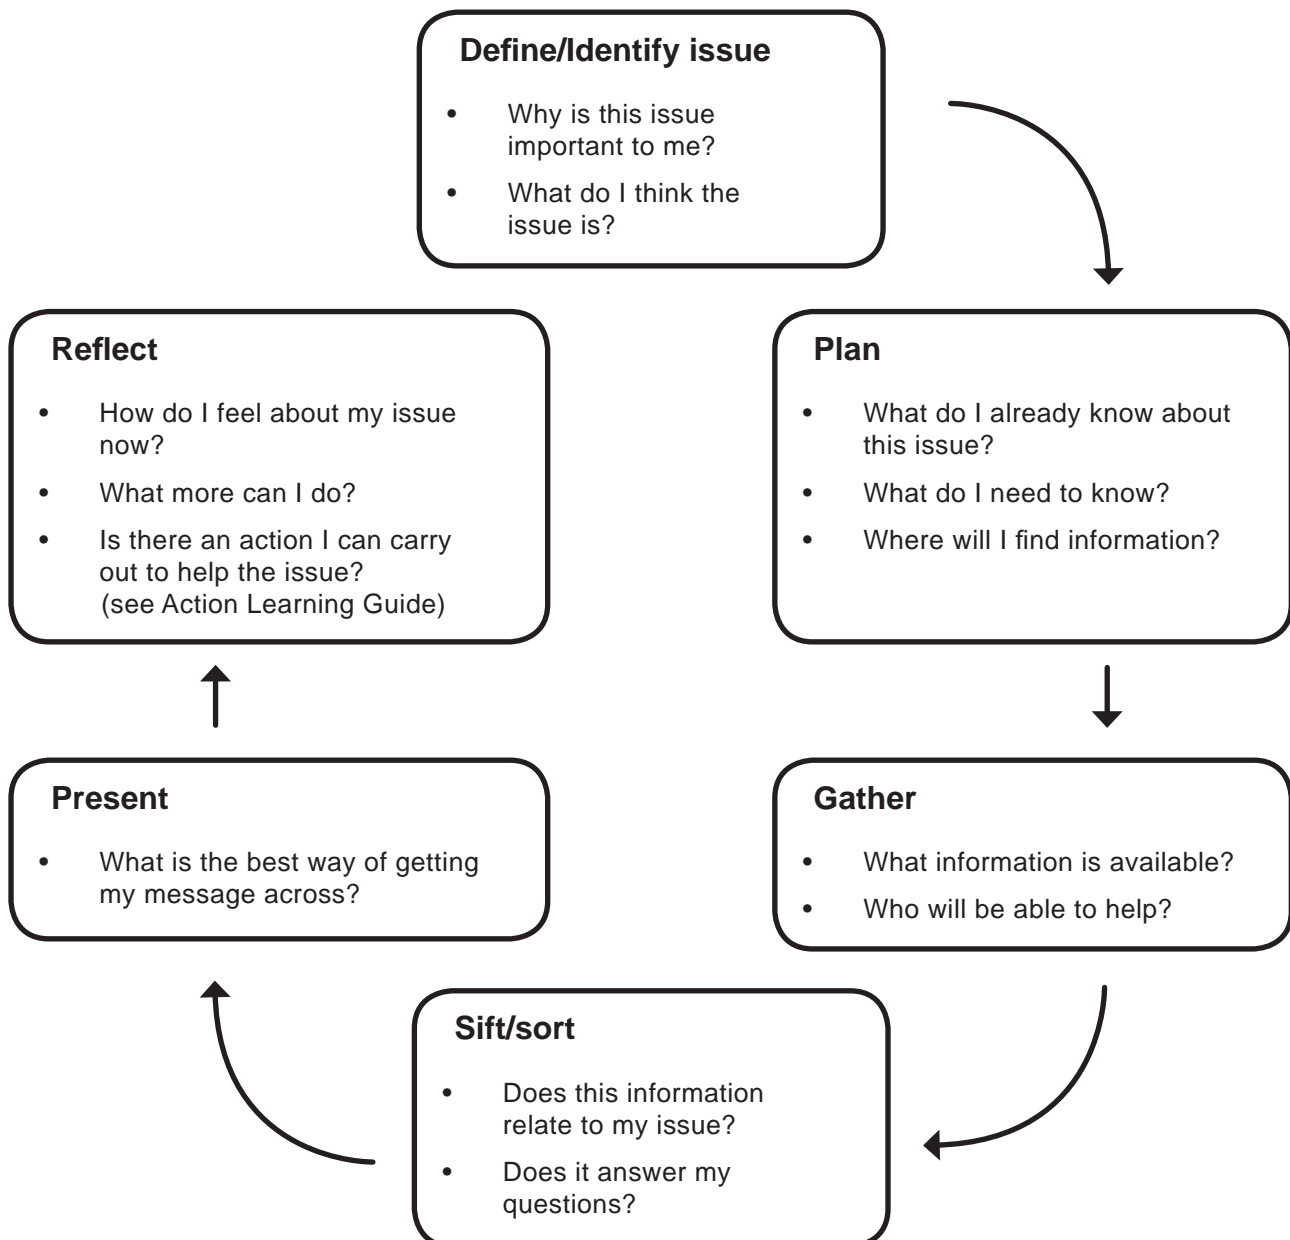 Define/Identify issue
• Why is this issue
important to me?
• What do I think the
issue is?
Plan
• What do I already know about
this issue?
• What do I need to know?
• Where will I find information?
Gather
• What information is available?
• Who will be able to help?
Sift/sort
• Does this information
relate to my issue?
• Does it answer my
questions?
Present
• What is the best way of getting
my message across?
Reflect
• How do I feel about my issue
now?
• What more can I do?
• Is there an action I can carry
out to help the issue?
(see Action Learning Guide)